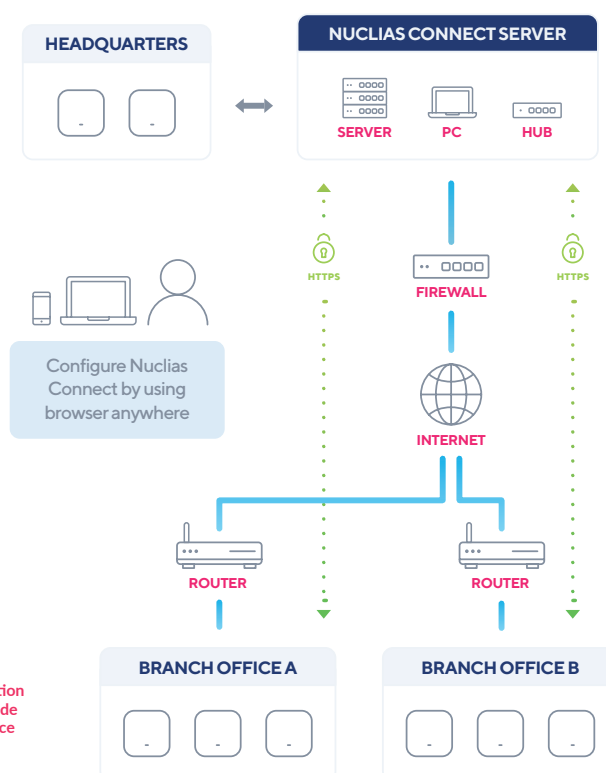 HEADQUARTERS
NUCLIAS CONNECT SERVER
SERVER
PC
HUB
HTTPS
HTTPS
FIREWALL
Configure Nuclias
Connect by using
browser anywhere
INTERNET
ROUTER
ROUTER
BRANCH OFFICE A
BRANCH OFFICE B